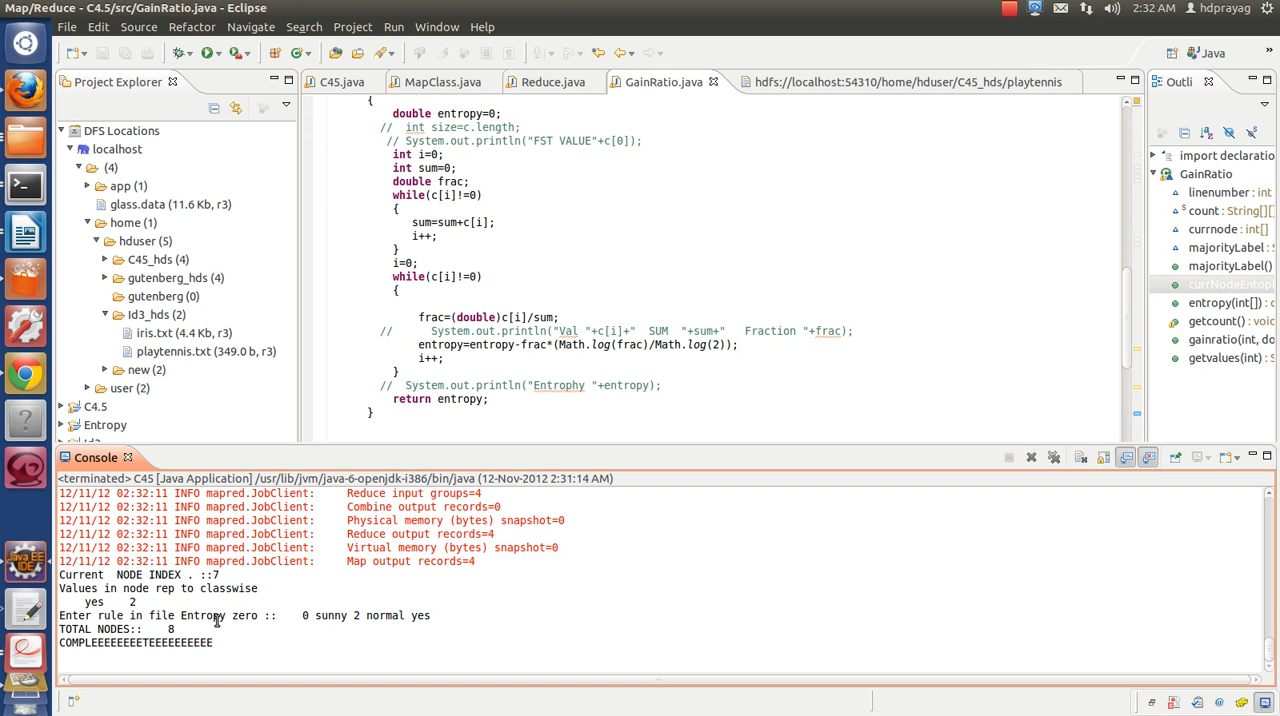 Map/Reduce - C4.5/src/GainRatio.java - Eclipse
2:32 AM
hdprayag
File Edit Source Refactor Navigate Search Project Run Window Help
Java
Project Explorer
C45.java
MapClass.java
Reduce.java
GainRatio.java
hdfs://localhost:54310/home/hduser/C45_hds/playtennis
Outli
DFS Locations
localhost
(4)
app (1)
glass.data (11.6 Kb, r3)
home (1)
hduser (5)
C45_hds (4)
gutenberg_hds (4)
gutenberg (0)
Id3_hds (2)
iris.txt (4.4 Kb, r3)
playtennis.txt (349.0 b, r3)
new (2)
user (2)
C4.5
Entropy
{
double entropy=0;
// int size=c.length;
// System.out.println("FST VALUE"+c[0]);
int i=0;
int sum=0;
double frac;
while(c[i]!=0)
{
sum=sum+c[i];
i++;
}
i=0;
while(c[i]!=0)
{
frac=(double)c[i]/sum;
// System.out.println("Val "+c[i]+" SUM "+sum+" Fraction "+frac);
entropy=entropy-frac*(Math.log(frac)/Math.log(2));
i++;
}
// System.out.println("Entrophy "+entropy);
return entropy;
}
import declaratio
GainRatio
linenumber : int
count : String[][]
currnode : int[]
majorityLabel :
majorityLabel()
currNodeEntop
entropy(int[]) :
getcount() : voic
gainratio(int, do
getvalues(int) :
Console
<terminated> C45 [Java Application] /usr/lib/jvm/java-6-openjdk-i386/bin/java (12-Nov-2012 2:31:14 AM)
12/11/12 02:32:11 INFO mapred.JobClient: Reduce input groups=4
12/11/12 02:32:11 INFO mapred.JobClient: Combine output records=0
12/11/12 02:32:11 INFO mapred.JobClient: Physical memory (bytes) snapshot=0
12/11/12 02:32:11 INFO mapred.JobClient: Reduce output records=4
12/11/12 02:32:11 INFO mapred.JobClient: Virtual memory (bytes) snapshot=0
12/11/12 02:32:11 INFO mapred.JobClient: Map output records=4
Current NODE INDEX . ::7
Values in node rep to classwise
yes 2
Enter rule in file Entropy zero :: 0 sunny 2 normal yes
TOTAL NODES:: 8
COMPLEEEEEEEETEEEEEEEEEE